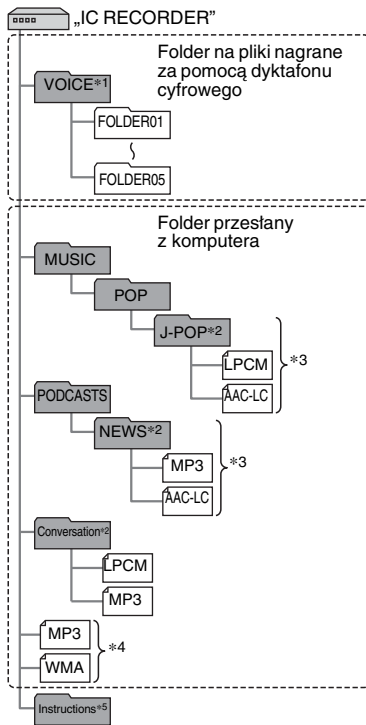 „IC RECORDER”
Folder na pliki nagrane
za pomocą dyktafonu
cyfrowego
VOICE*1
FOLDER01
FOLDER05
Folder przesłany
z komputera
MUSIC
POP
J-POP*2
LPCM
*3
AAC-LC
PODCASTS
NEWS*2
*3
MP3
AAC-LC
Conversation*2
LPCM
MP3
MP3
*4
WMA
Instructions*5